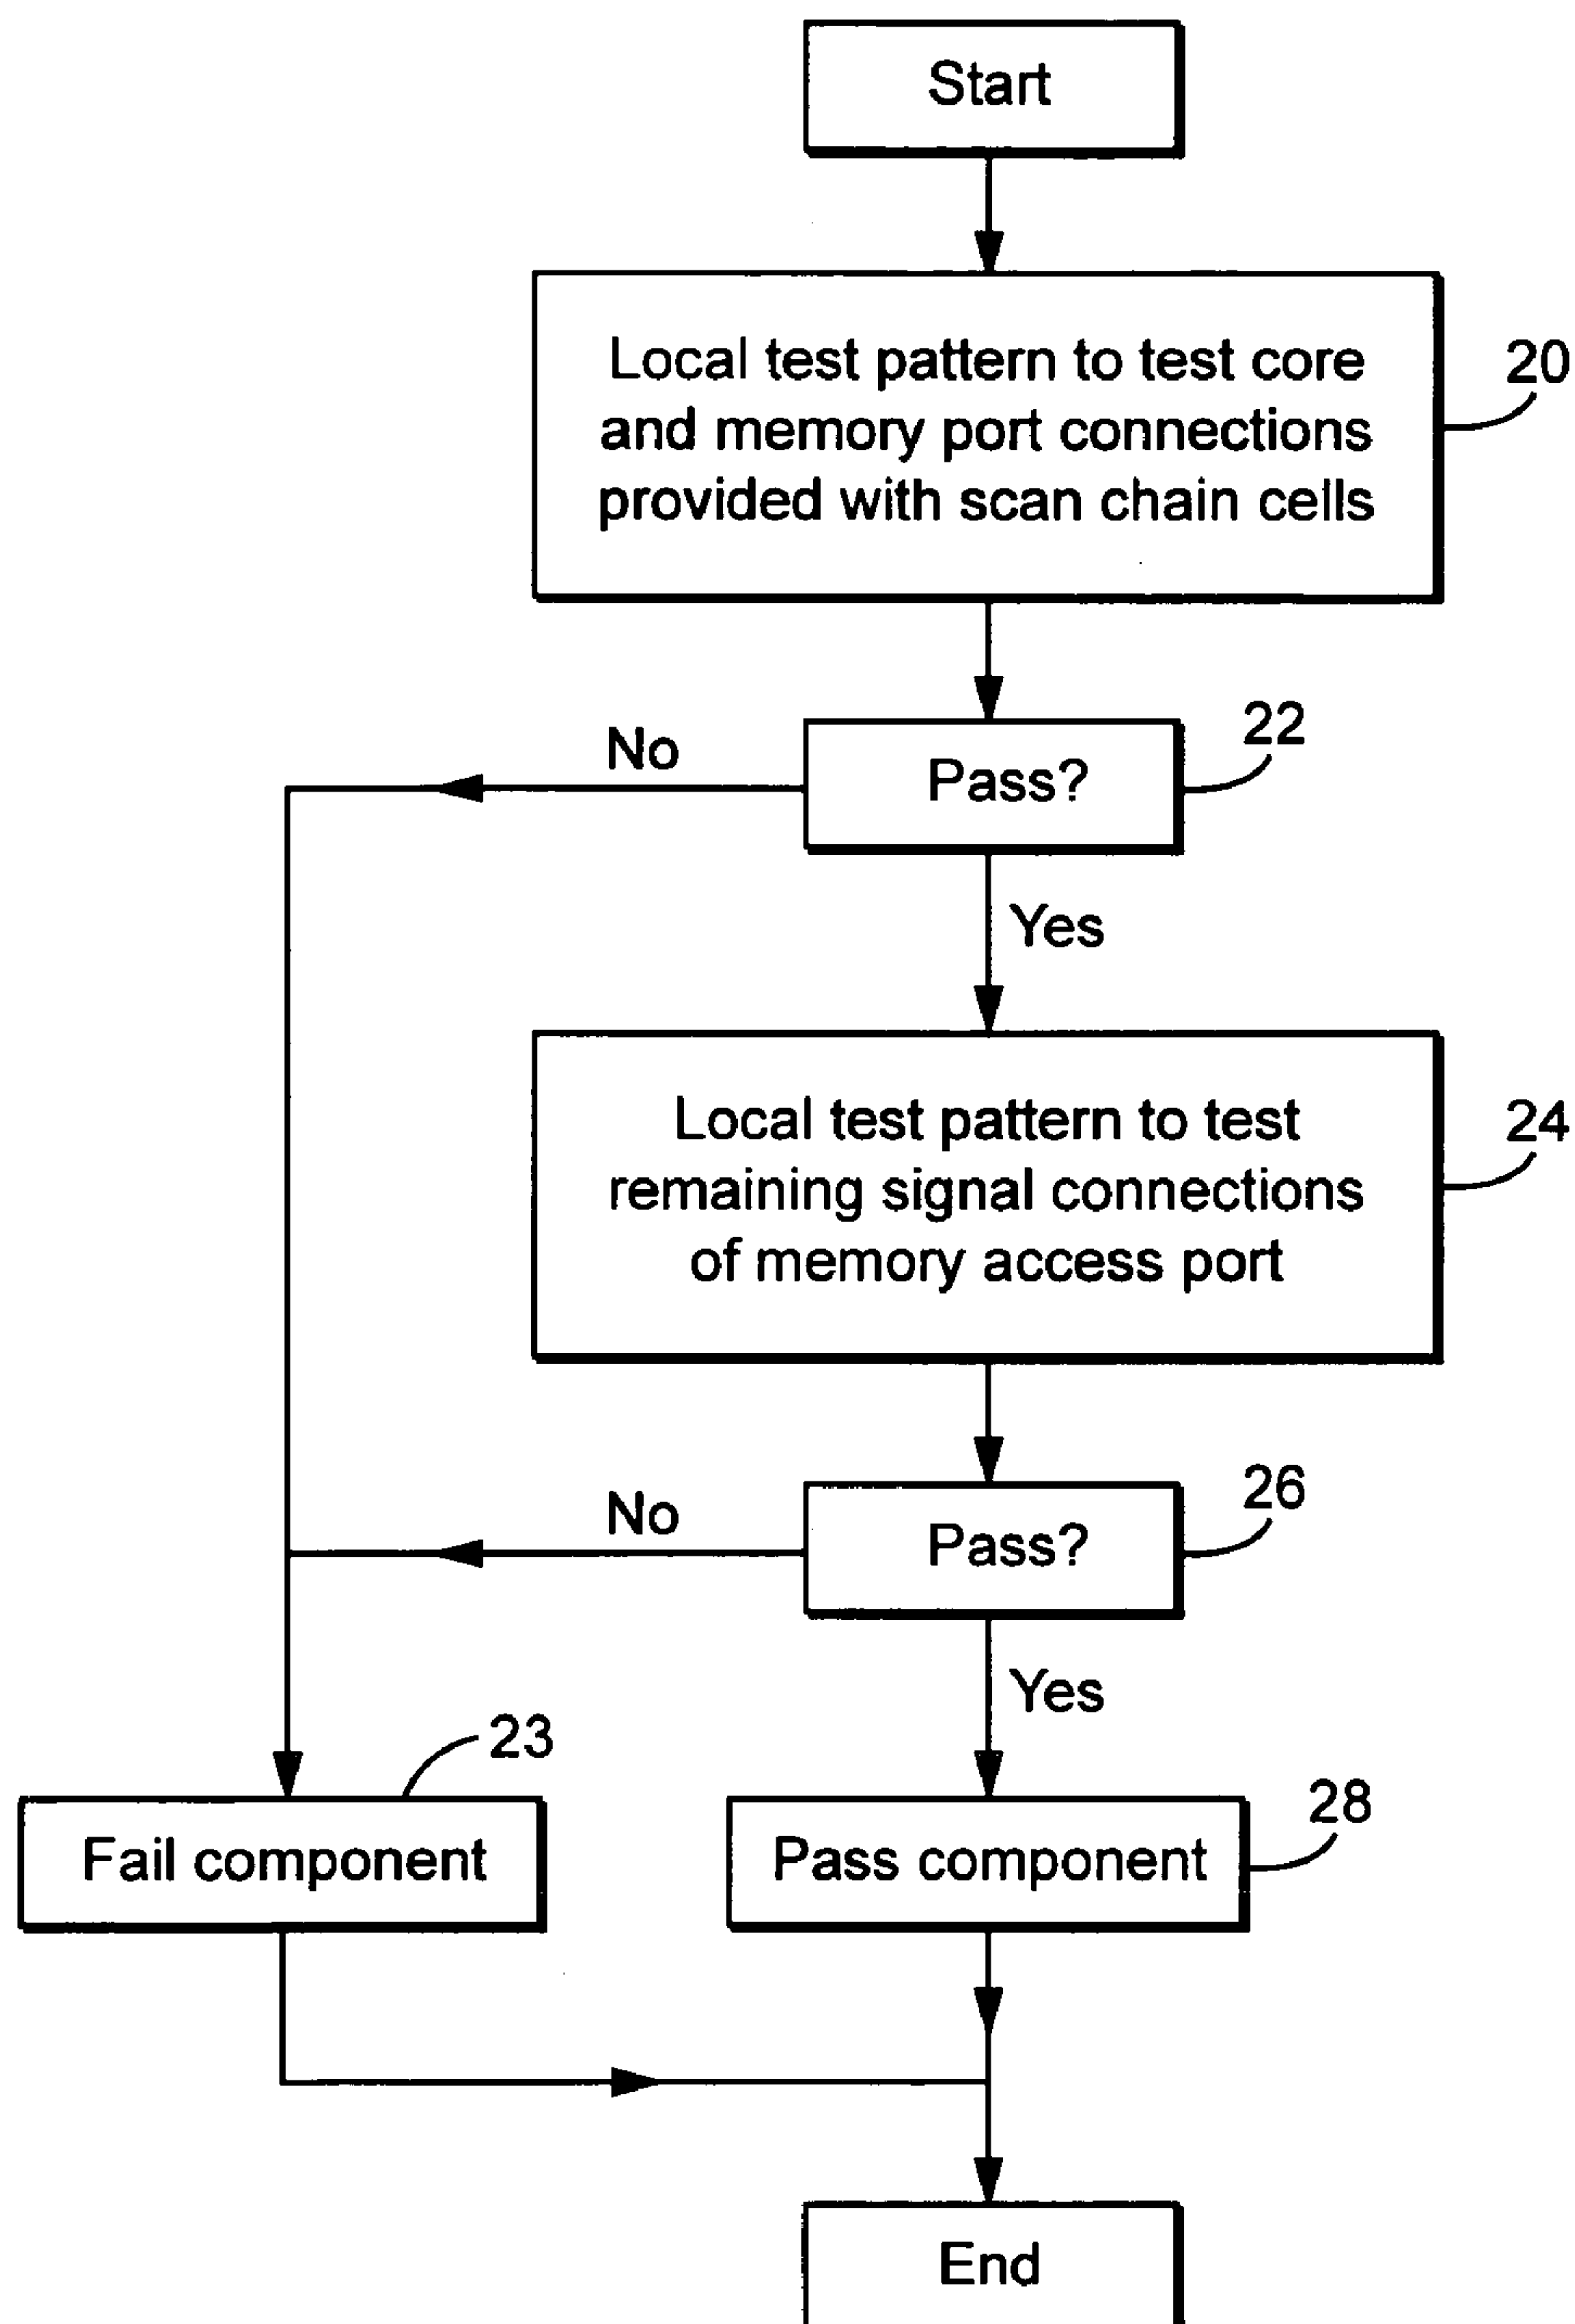 Start
Local test pattern to test core
and memory port connections
provided with scan chain cells
20
No
Pass?
22
Yes
Local test pattern to test
remaining signal connections
of memory access port
24
No
Pass?
26
Yes
23
Fail component
Pass component
28
End